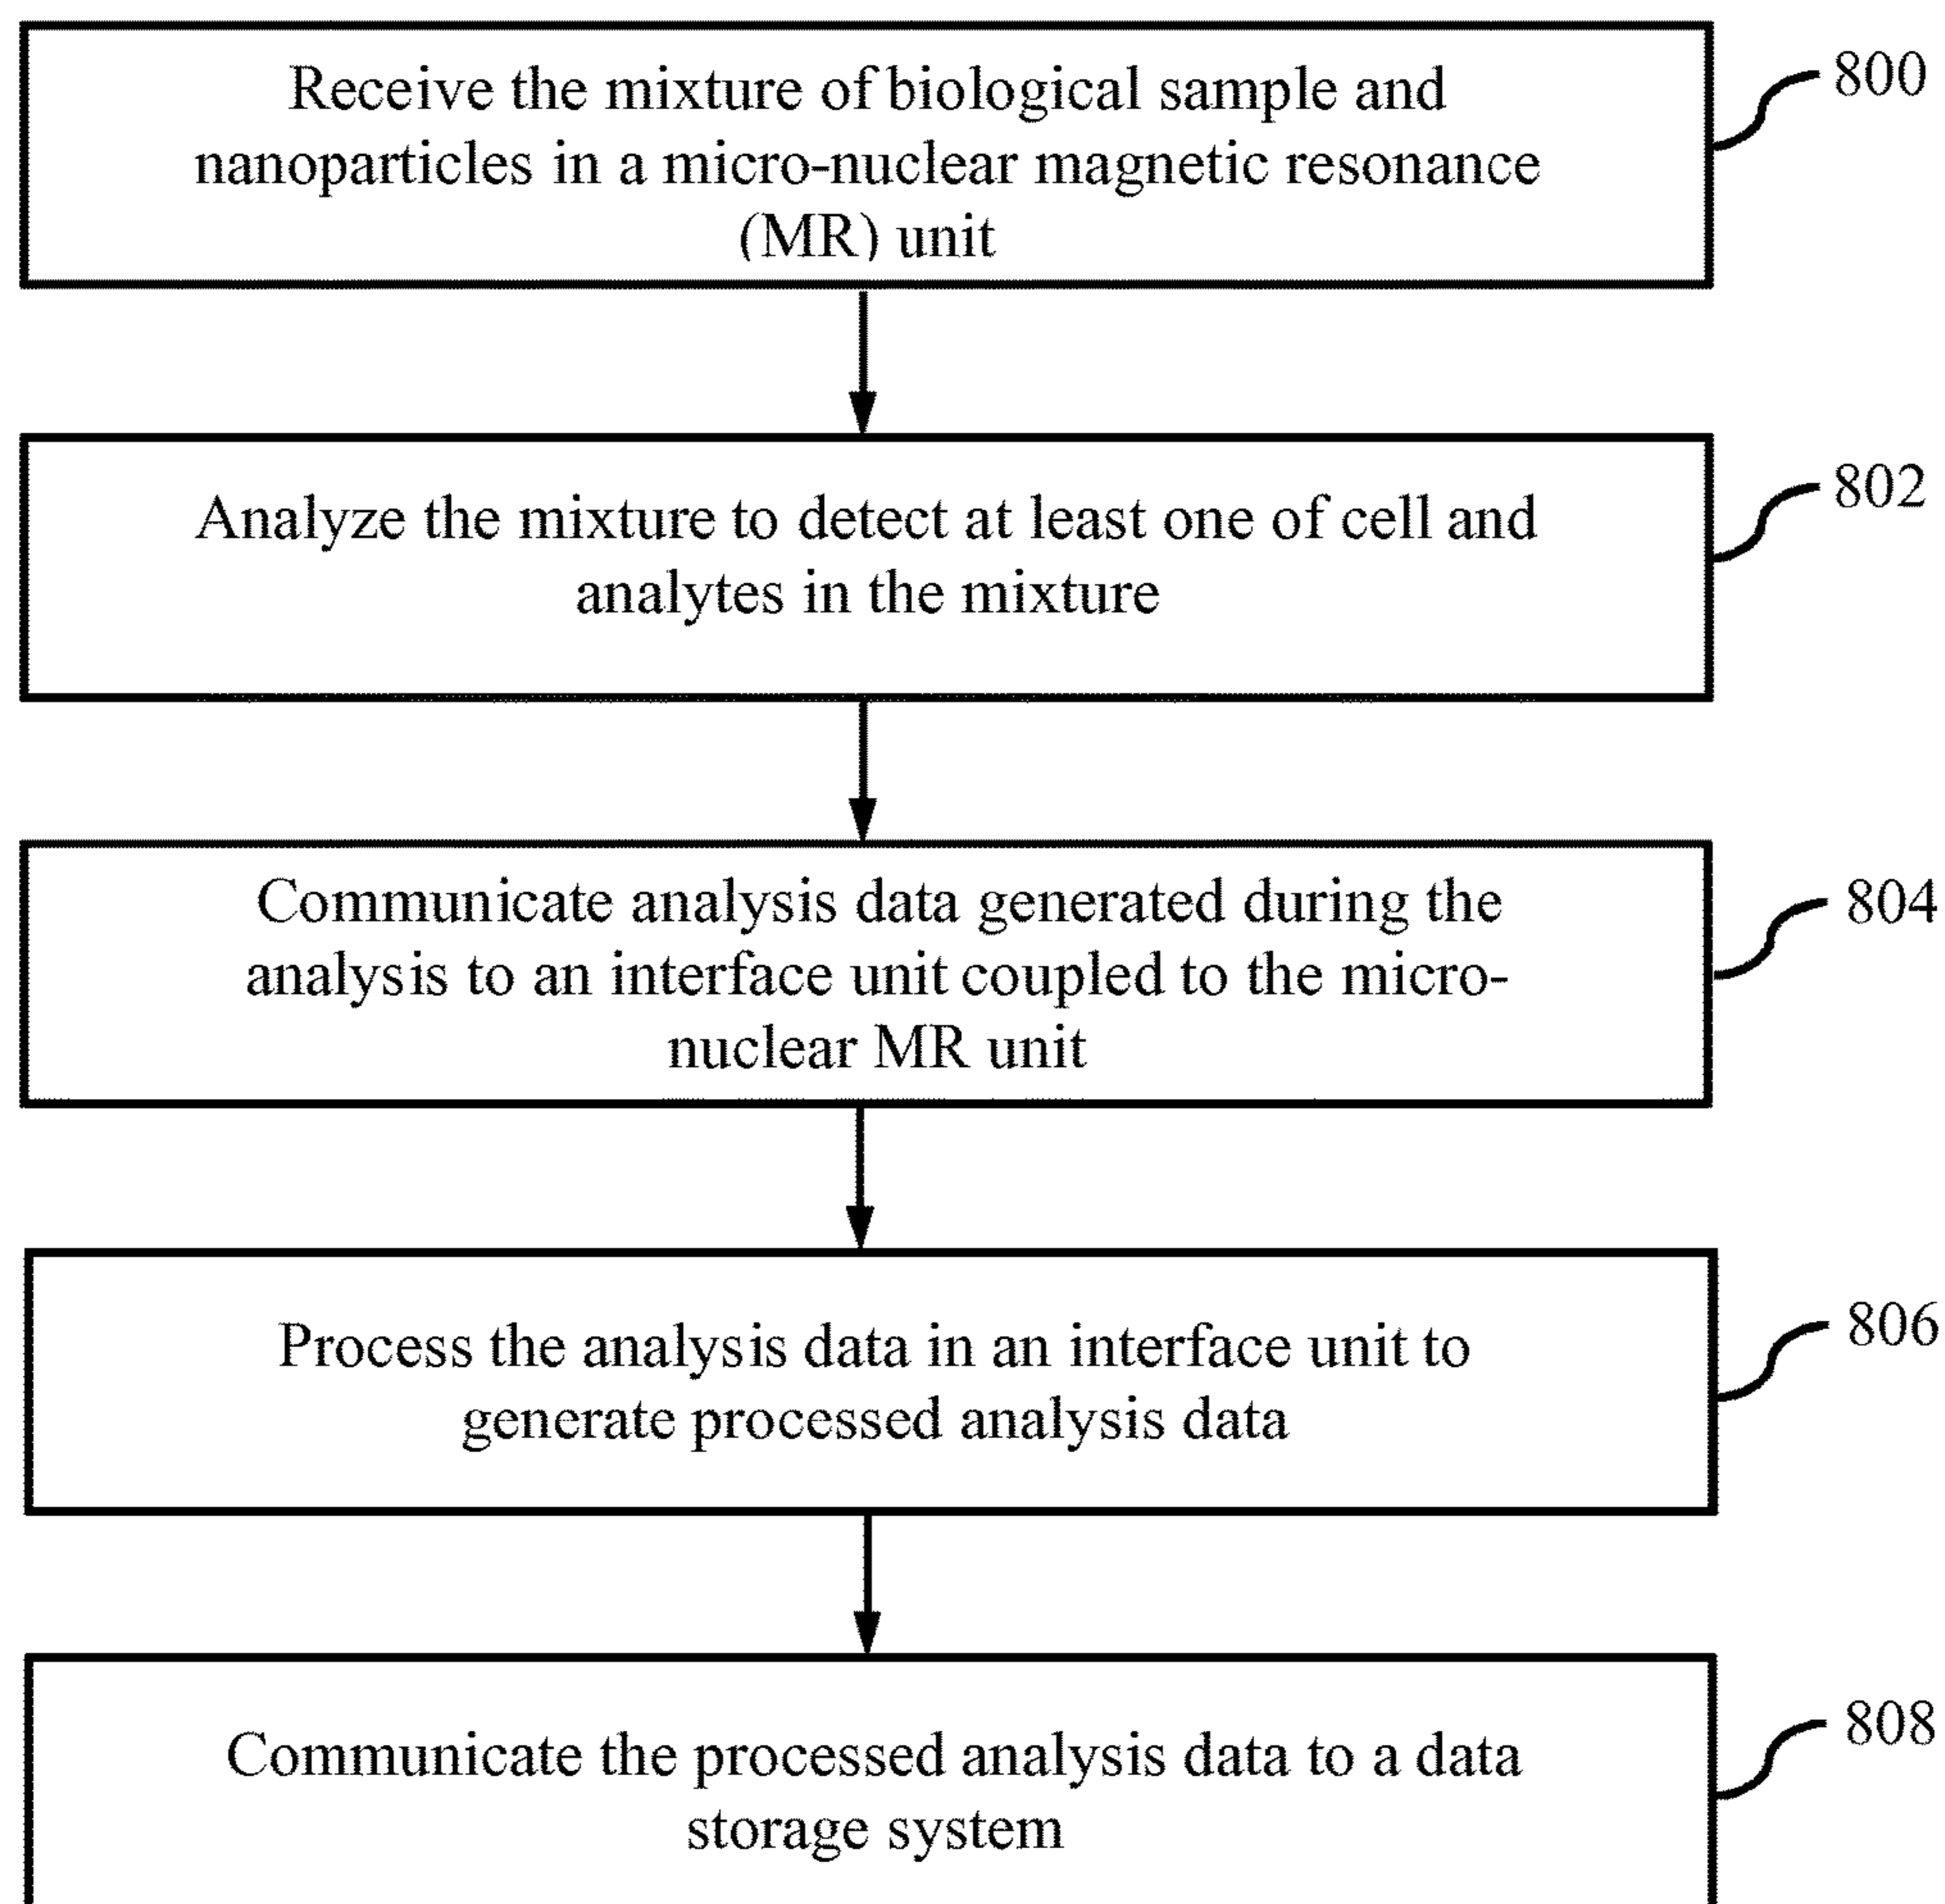 Receive the mixture of biological sample and
nanoparticles in a micro-nuclear magnetic resonance
(MR) unit
800
Analyze the mixture to detect at least one of cell and
analytes in the mixture
802
Communicate analysis data generated during the
analysis to an interface unit coupled to the micro-
nuclear MR unit
804
Process the analysis data in an interface unit to
generate processed analysis data
806
Communicate the processed analysis data to a data
storage system
808